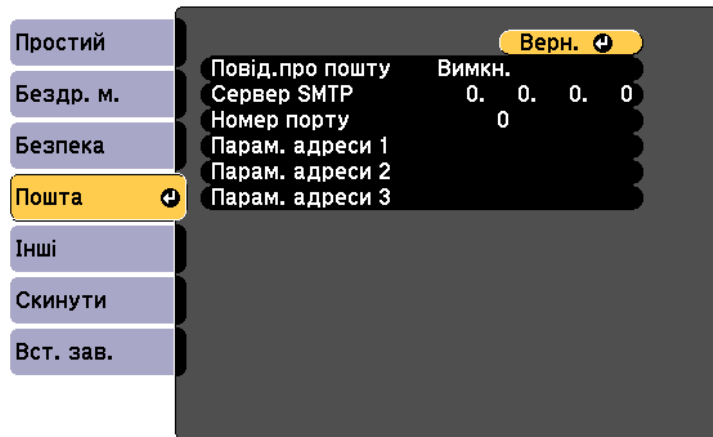 Простий
Бездр. м.
Безпека
Пошта
Інші
Скинути
Вст. зав.
Верн.
Повід.про пошту Вимкн.
Сервер SMTP 0. 0. 0. 0
Номер порту 0
Парам. адреси 1
Парам. адреси 2
Парам. адреси 3